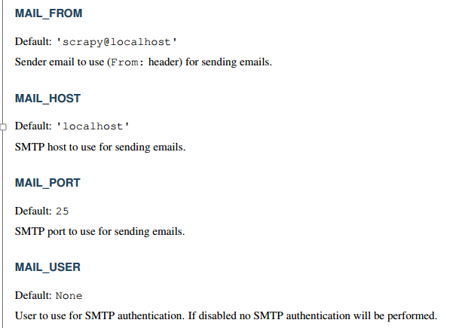 MAIL_FROM
Default: 'scrapy@localhost'
Sender email to use (From: header) for sending emails.
MAIL_HOST
Default: 'localhost'
SMTP host to use for sending emails.
MAIL_PORT
Default: 25
SMTP port to use for sending emails.
MAIL_USER
Default: None
User to use for SMTP authentication. If disabled no SMTP authentication will be performed.